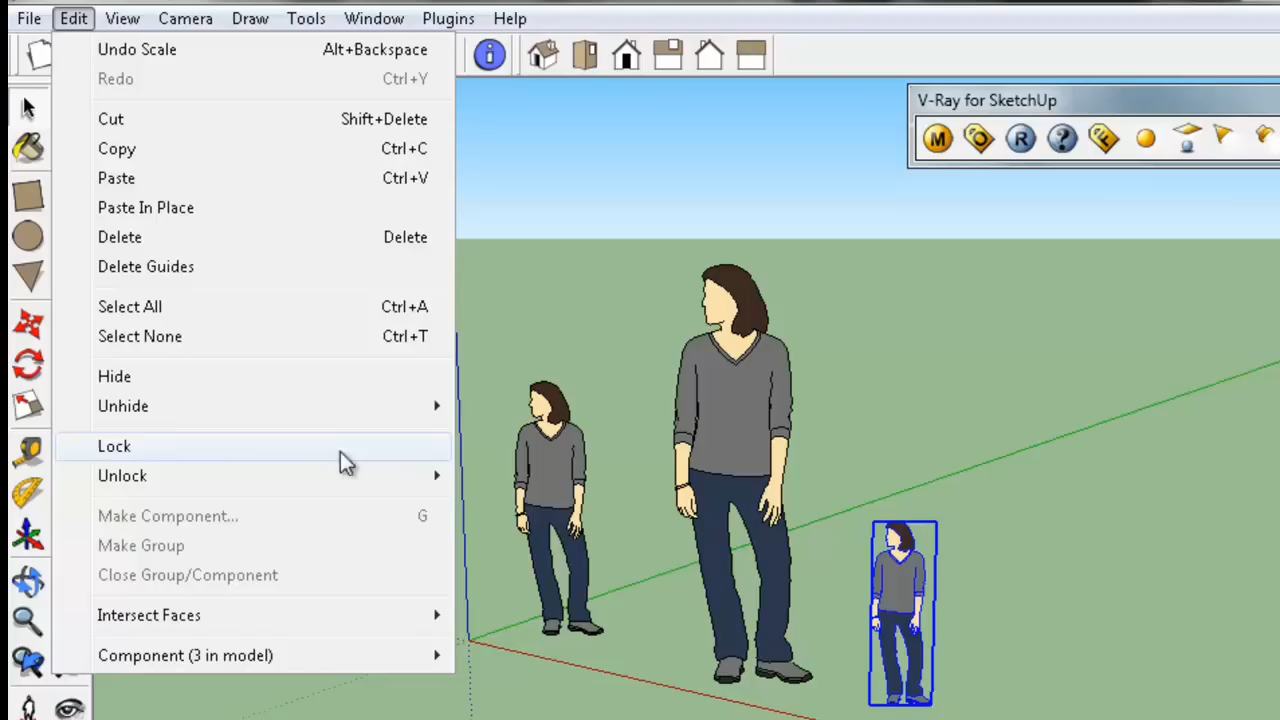 File Edit View Camera Draw Tools Window Plugins Help
Undo Scale Alt+Backspace
Redo Ctrl+Y
Cut Shift+Delete
Copy Ctrl+C
Paste Ctrl+V
Paste In Place
Delete Delete
Delete Guides
Select All Ctrl+A
Select None Ctrl+T
Hide
Unhide
Lock
Unlock
Make Component... G
Make Group
Close Group/Component
Intersect Faces
Component (3 in model)
V-Ray for SketchUp
M O R ? F